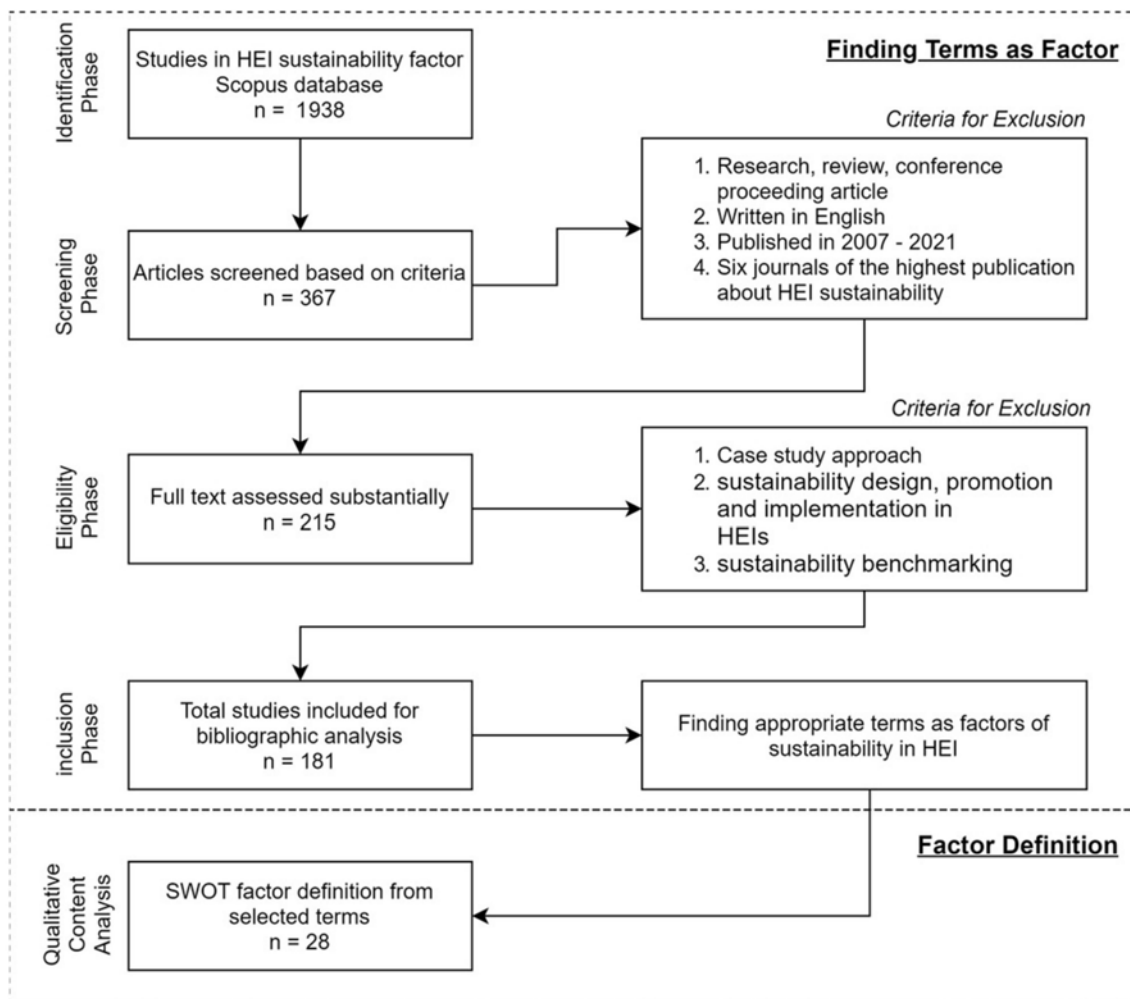 Finding Terms as Factor
Identification
Phase
Studies in HEI sustainability factor
Scopus database
n = 1938
Criteria for Exclusion
Screening
Phase
Articles screened based on criteria
n = 367
1. Research, review, conference
proceeding article
2. Written in English
3. Published in 2007 - 2021
4. Six journals of the highest publication
about HEI sustainability
Criteria for Exclusion
Eligibility
Phase
Full text assessed substantially
n = 215
1. Case study approach
2. sustainability design, promotion
and implementation in
HEIs
3. sustainability benchmarking
inclusion
Phase
Total studies included for
bibliographic analysis
n = 181
Finding appropriate terms as factors of
sustainability in HEI
Factor Definition
Qualitative
Content
Analysis
SWOT factor definition from
selected terms
n = 28